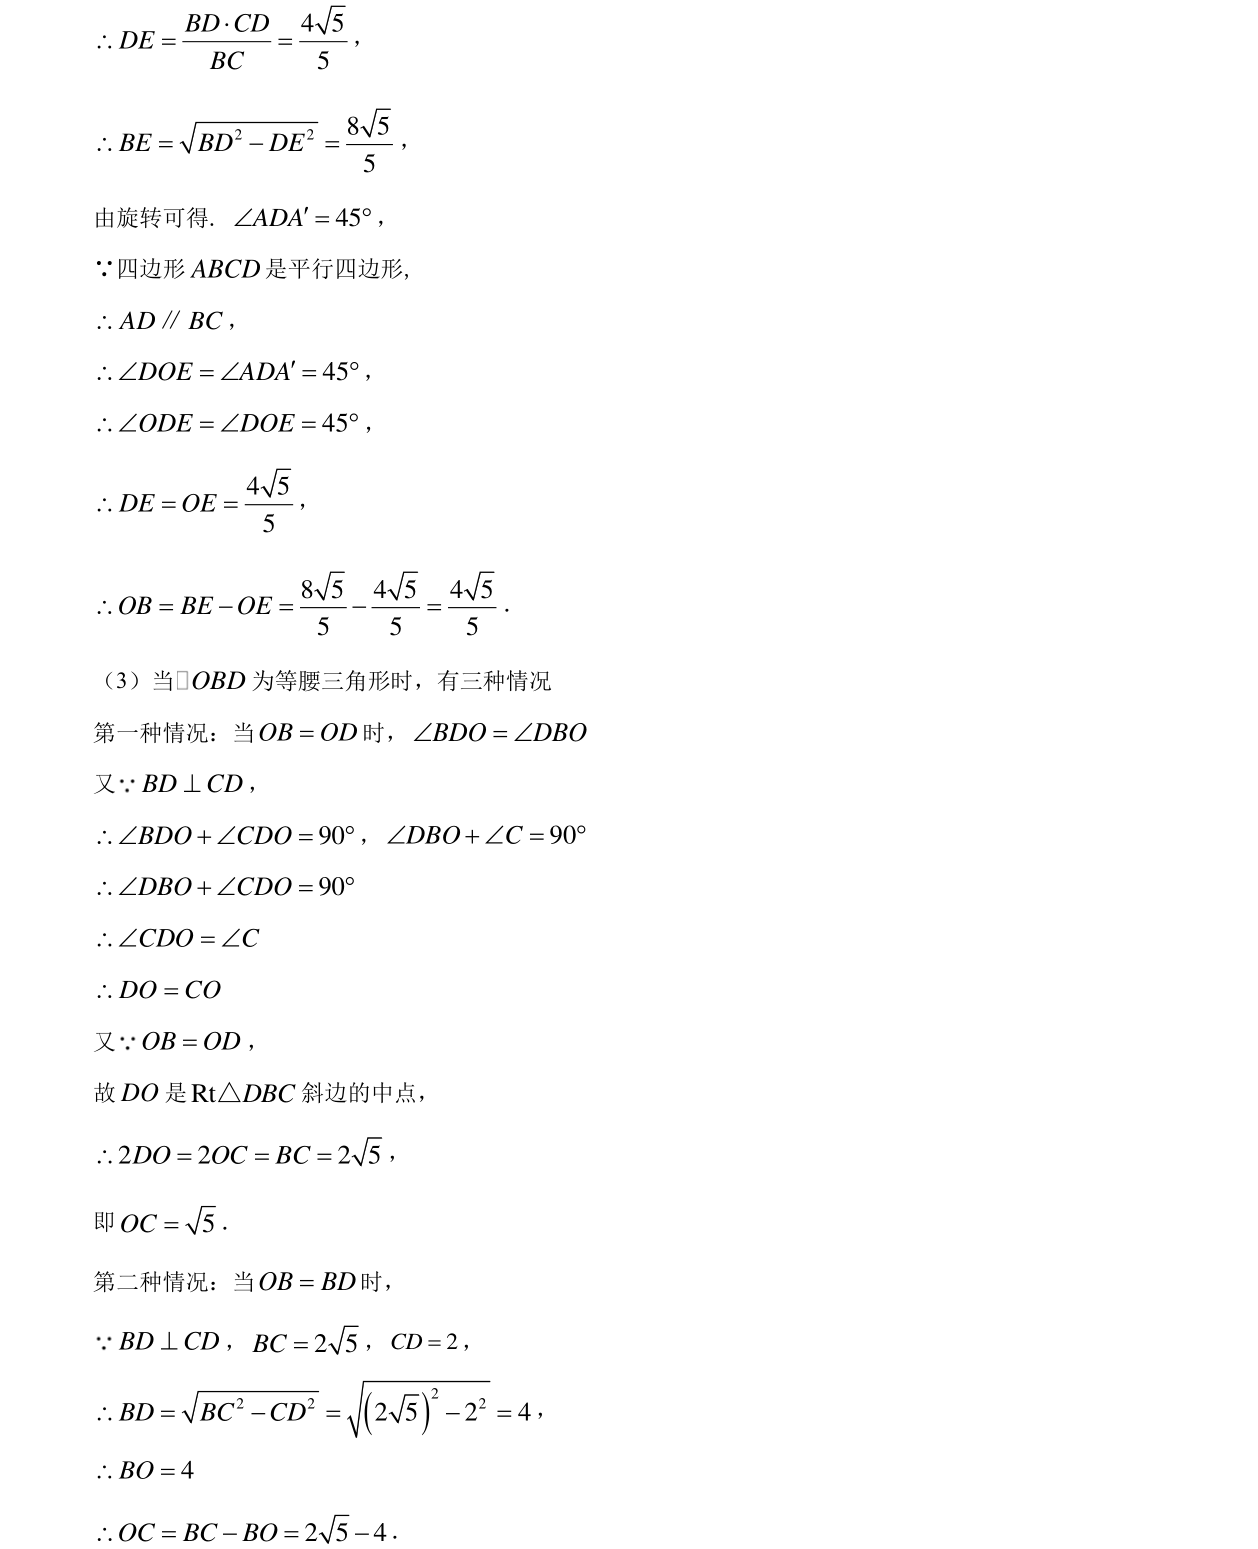 ∴DE = BD·CD / BC = 4√5 / 5，
∴BE = √(BD² − DE²) = 8√5 / 5，
由旋转可得. ∠ADA′ = 45°，
∵四边形ABCD是平行四边形,
∴AD∥BC，
∴∠DOE = ∠ADA′ = 45°，
∴∠ODE = ∠DOE = 45°，
∴DE = OE = 4√5 / 5，
∴OB = BE − OE = 8√5 / 5 − 4√5 / 5 = 4√5 / 5．
（3）当□OBD为等腰三角形时，有三种情况
第一种情况：当OB = OD时，∠BDO = ∠DBO
又∵BD⊥CD，
∴∠BDO + ∠CDO = 90°，∠DBO + ∠C = 90°
∴∠DBO + ∠CDO = 90°
∴∠CDO = ∠C
∴DO = CO
又∵OB = OD，
故DO是Rt△DBC斜边的中点，
∴2DO = 2OC = BC = 2√5，
即OC = √5．
第二种情况：当OB = BD时，
∵BD⊥CD，BC = 2√5，CD = 2，
∴BD = √(BC² − CD²) = √((2√5)² − 2²) = 4，
∴BO = 4
∴OC = BC − BO = 2√5 − 4．